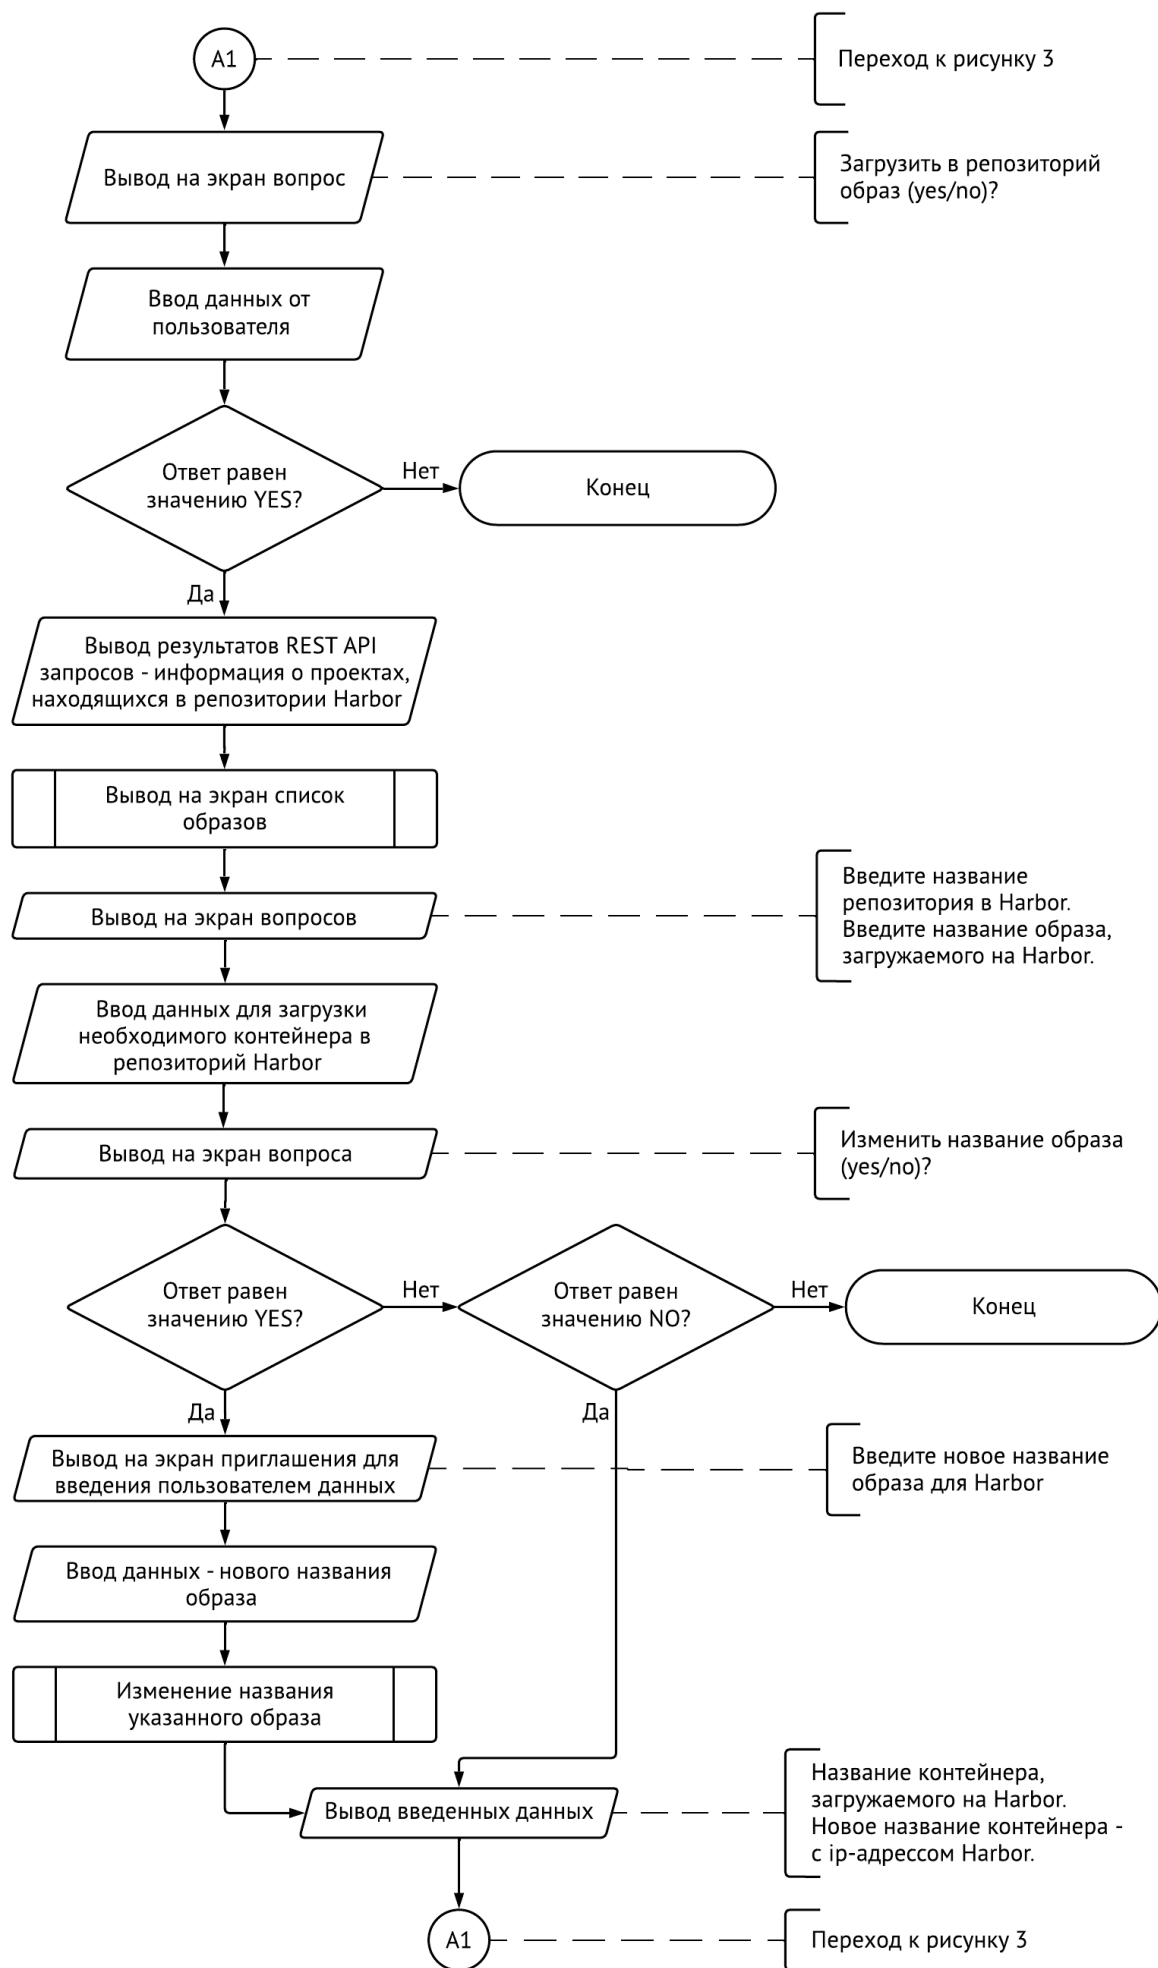 А1
Переход к рисунку 3
Вывод на экран вопрос
Загрузить в репозиторий
образ (yes/no)?
Ввод данных от
пользователя
Ответ равен
значению YES?
Нет
Конец
Да
Вывод результатов REST API
запросов - информация о проектах,
находящихся в репозитории Harbor
Вывод на экран список
образов
Вывод на экран вопросов
Введите название
репозитория в Harbor.
Введите название образа,
загружаемого на Harbor.
Ввод данных для загрузки
необходимого контейнера в
репозиторий Harbor
Вывод на экран вопроса
Изменить название образа
(yes/no)?
Ответ равен
значению YES?
Нет
Ответ равен
значению NO?
Нет
Конец
Да
Да
Вывод на экран приглашения для
введения пользователем данных
Введите новое название
образа для Harbor
Ввод данных - нового названия
образа
Изменение названия
указанного образа
Вывод введенных данных
Название контейнера,
загружаемого на Harbor.
Новое название контейнера -
с ip-адрессом Harbor.
А1
Переход к рисунку 3